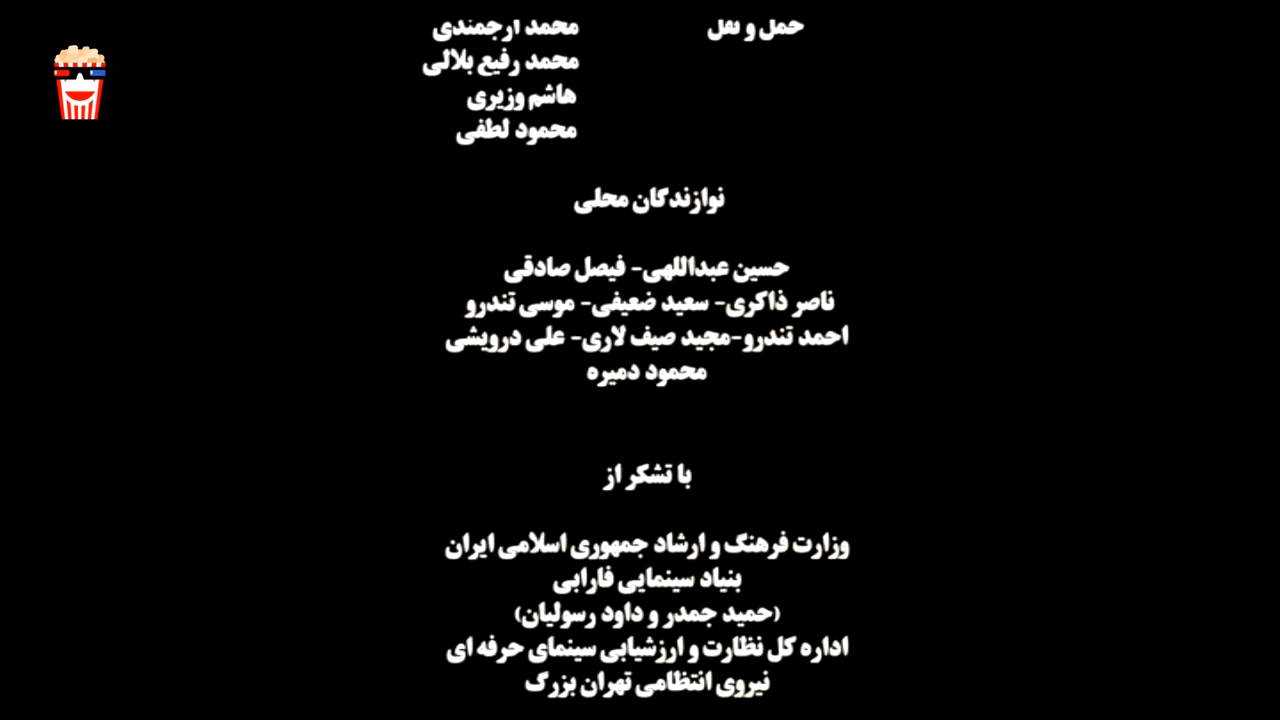 حمل و نقل محمد ارجمندی
محمد رفیع بلالی
هاشم وزیری
محمود لطفی
نوازندگان محلی
حسین عبداللهی- فیصل صادقی
ناصر ذاکری- سعید ضعیفی- موسی تندرو
احمد تندرو-مجید صیف لاری- علی درویشی
محمود دمیره
با تشکر از
وزارت فرهنگ و ارشاد جمهوری اسلامی ایران
بنیاد سینمایی فارابی
(حمید جمدر و داود رسولیان)
اداره کل نظارت و ارزشیابی سینمای حرفه ای
نیروی انتظامی تهران بزرگ